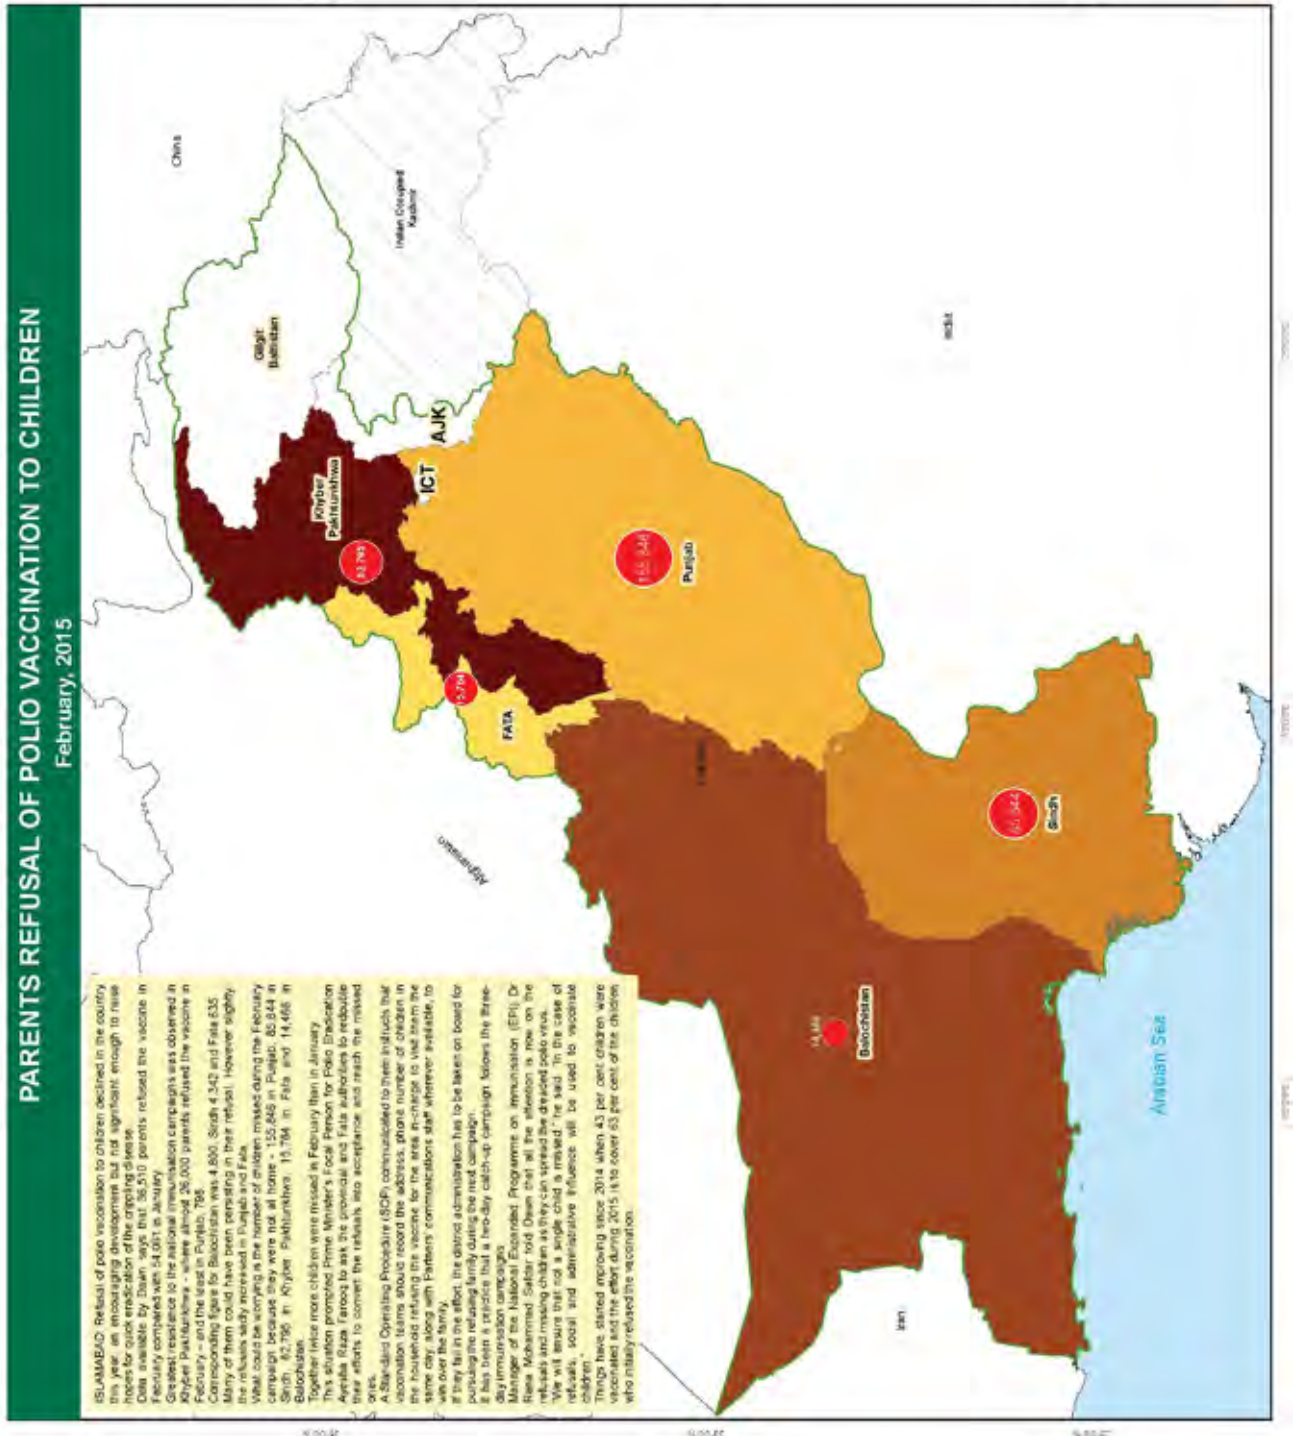 PARENTS REFUSAL OF POLIO VACCINATION TO CHILDREN
February, 2015
ISLAMABAD: Refusal of polio vaccination to children declined in the country
this year, an encouraging development but not significant enough to raise
hopes for quick eradication of the crippling disease.
Data available by Dawn says that 36,510 parents refused the vaccine in
February compared with 54,061 in January.
Greatest resistance to the national immunisation campaigns was observed in
Khyber Pakhtunkhwa - where almost 26,000 parents refused the vaccine in
February – and the least in Punjab, 798.
Corresponding figure for Balochistan was 4,800, Sindh 4,342 and Fata 635
Many of them could have been persisting in their refusal. However slightly,
the refusals sadly increased in Punjab and Fata.
What could be worrying is the number of children missed during the February
campaign because they were not at home - 155,846 in Punjab, 85,644 in
Sindh, 62,795 in Khyber Pakhtunkhwa, 15,764 in Fata and 14,466 in
Balochistan.
Together twice more children were missed in February than in January
This situation prompted Prime Minister's Focal Person for Polio Eradication
Ayesha Raza Farooq to ask the provincial and Fata authorities to redouble
their efforts to convert the refusals into acceptance and reach the missed
ones.
A Standard Operating Procedure (SOP) communicated to them instructs that
vaccination teams should record the address, phone number of children in
the household refusing the vaccine for the area in-charge to visit them the
same day, along with Partners' communications staff wherever available, to
win over the family.
If they fail in the effort, the district administration has to be taken on board for
pursuing the refusing family during the next campaign.
It has been a practice that a two-day catch-up campaign follows the three-
day immunisation campaigns
Manager of the National Expanded Programme on Immunisation (EPI), Dr
Rana Mohammed Safdar told Dawn that all the attention is now on the
refusals and missing children as they can spread the dreaded polio virus.
"We will ensure that not a single child is missed," he said. "In the case of
refusals, social and administrative influence will be used to vaccinate
children."
Things have started improving since 2014 when 43 per cent children were
vaccinated and the effort during 2015 is to cover 63 per cent of the children
who initially refused the vaccination.
China
Gilgit
Baltistan
Indian Occupied
Kashmir
AJK
ICT
Khyber
Pakhtunkhwa
62,795
15,764
FATA
155,846
Punjab
India
Afghanistan
85,644
Sindh
14,466
Balochistan
Iran
Arabian Sea